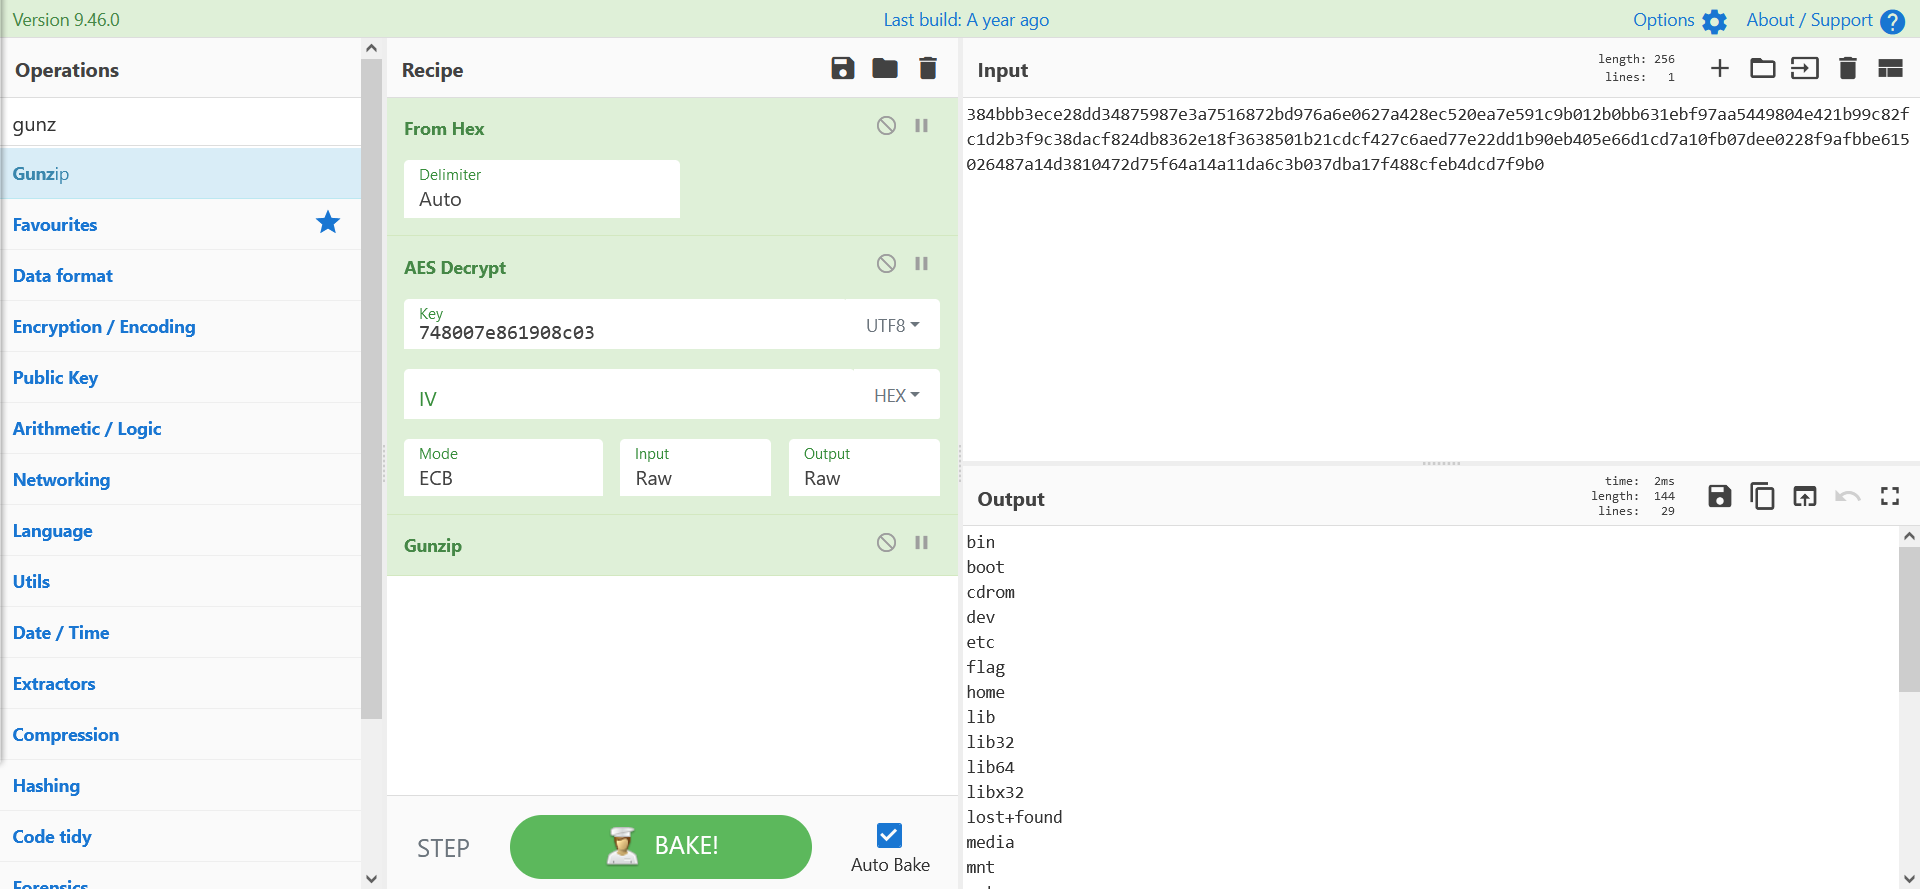 Version 9.46.0
Last build: A year ago
Options
About / Support
Operations
gunz
Gunzip
Favourites
Data format
Encryption / Encoding
Public Key
Arithmetic / Logic
Networking
Language
Utils
Date / Time
Extractors
Compression
Hashing
Code tidy
Forensics
Recipe
From Hex
Delimiter
Auto
AES Decrypt
Key
748007e861908c03
UTF8
IV
HEX
Mode
ECB
Input
Raw
Output
Raw
Gunzip
STEP
BAKE!
Auto Bake
Input
length: 256
lines: 1
384bbb3ece28dd34875987e3a7516872bd976a6e0627a428ec520ea7e591c9b012b0bb631ebf97aa5449804e421b99c82f
c1d2b3f9c38dacf824db8362e18f3638501b21cdcf427c6aed77e22dd1b90eb405e66d1cd7a10fb07dee0228f9afbbe615
026487a14d3810472d75f64a14a11da6c3b037dba17f488cfeb4dcd7f9b0
Output
time: 2ms
length: 144
lines: 29
bin
boot
cdrom
dev
etc
flag
home
lib
lib32
lib64
libx32
lost+found
media
mnt